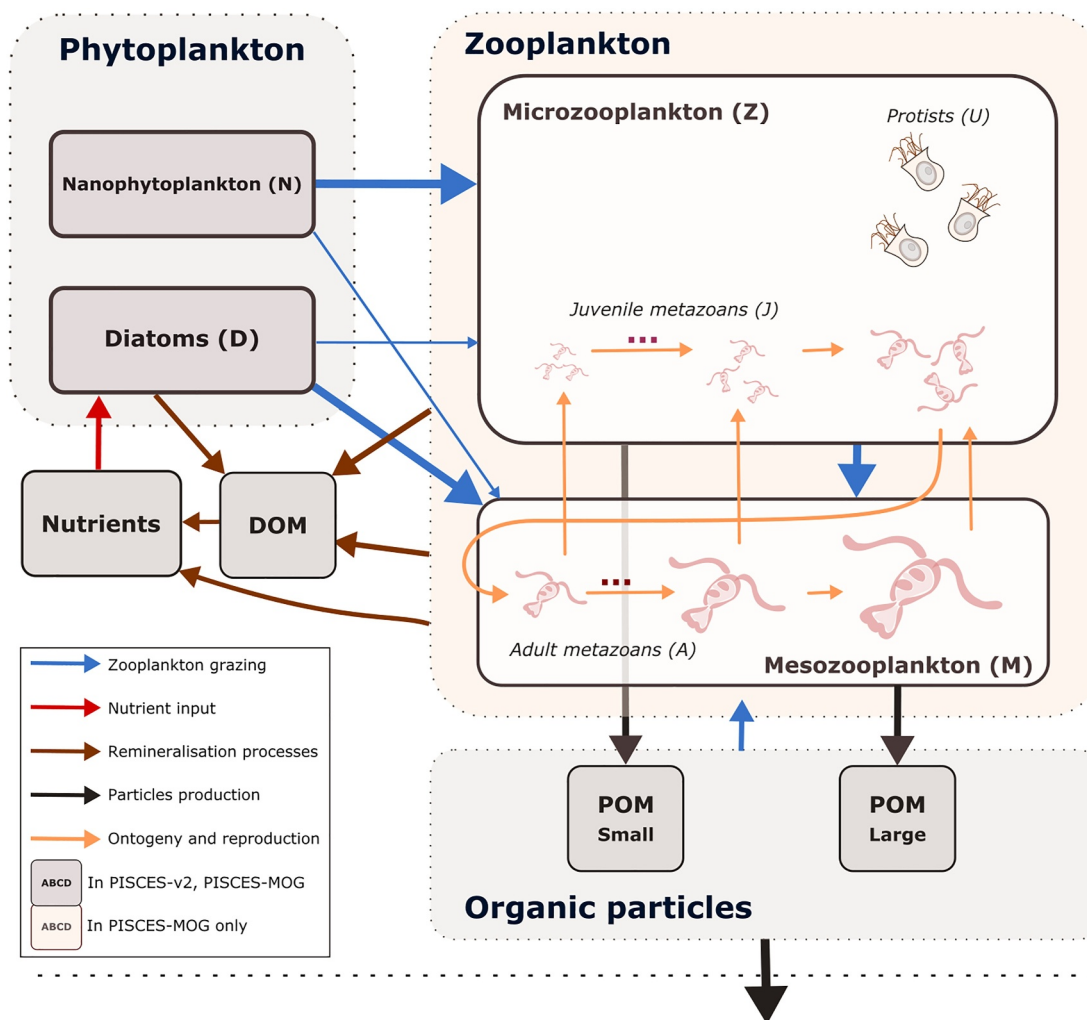 Phytoplankton
Nanophytoplankton (N)
Diatoms (D)
Nutrients
DOM
Zooplankton
Microzooplankton (Z)
Protists (U)
Juvenile metazoans (J)
Adult metazoans (A)
Mesozooplankton (M)
POM
Small
POM
Large
Organic particles
Zooplankton grazing
Nutrient input
Remineralisation processes
Particles production
Ontogeny and reproduction
ABCD In PISCES-v2, PISCES-MOG
ABCD In PISCES-MOG only